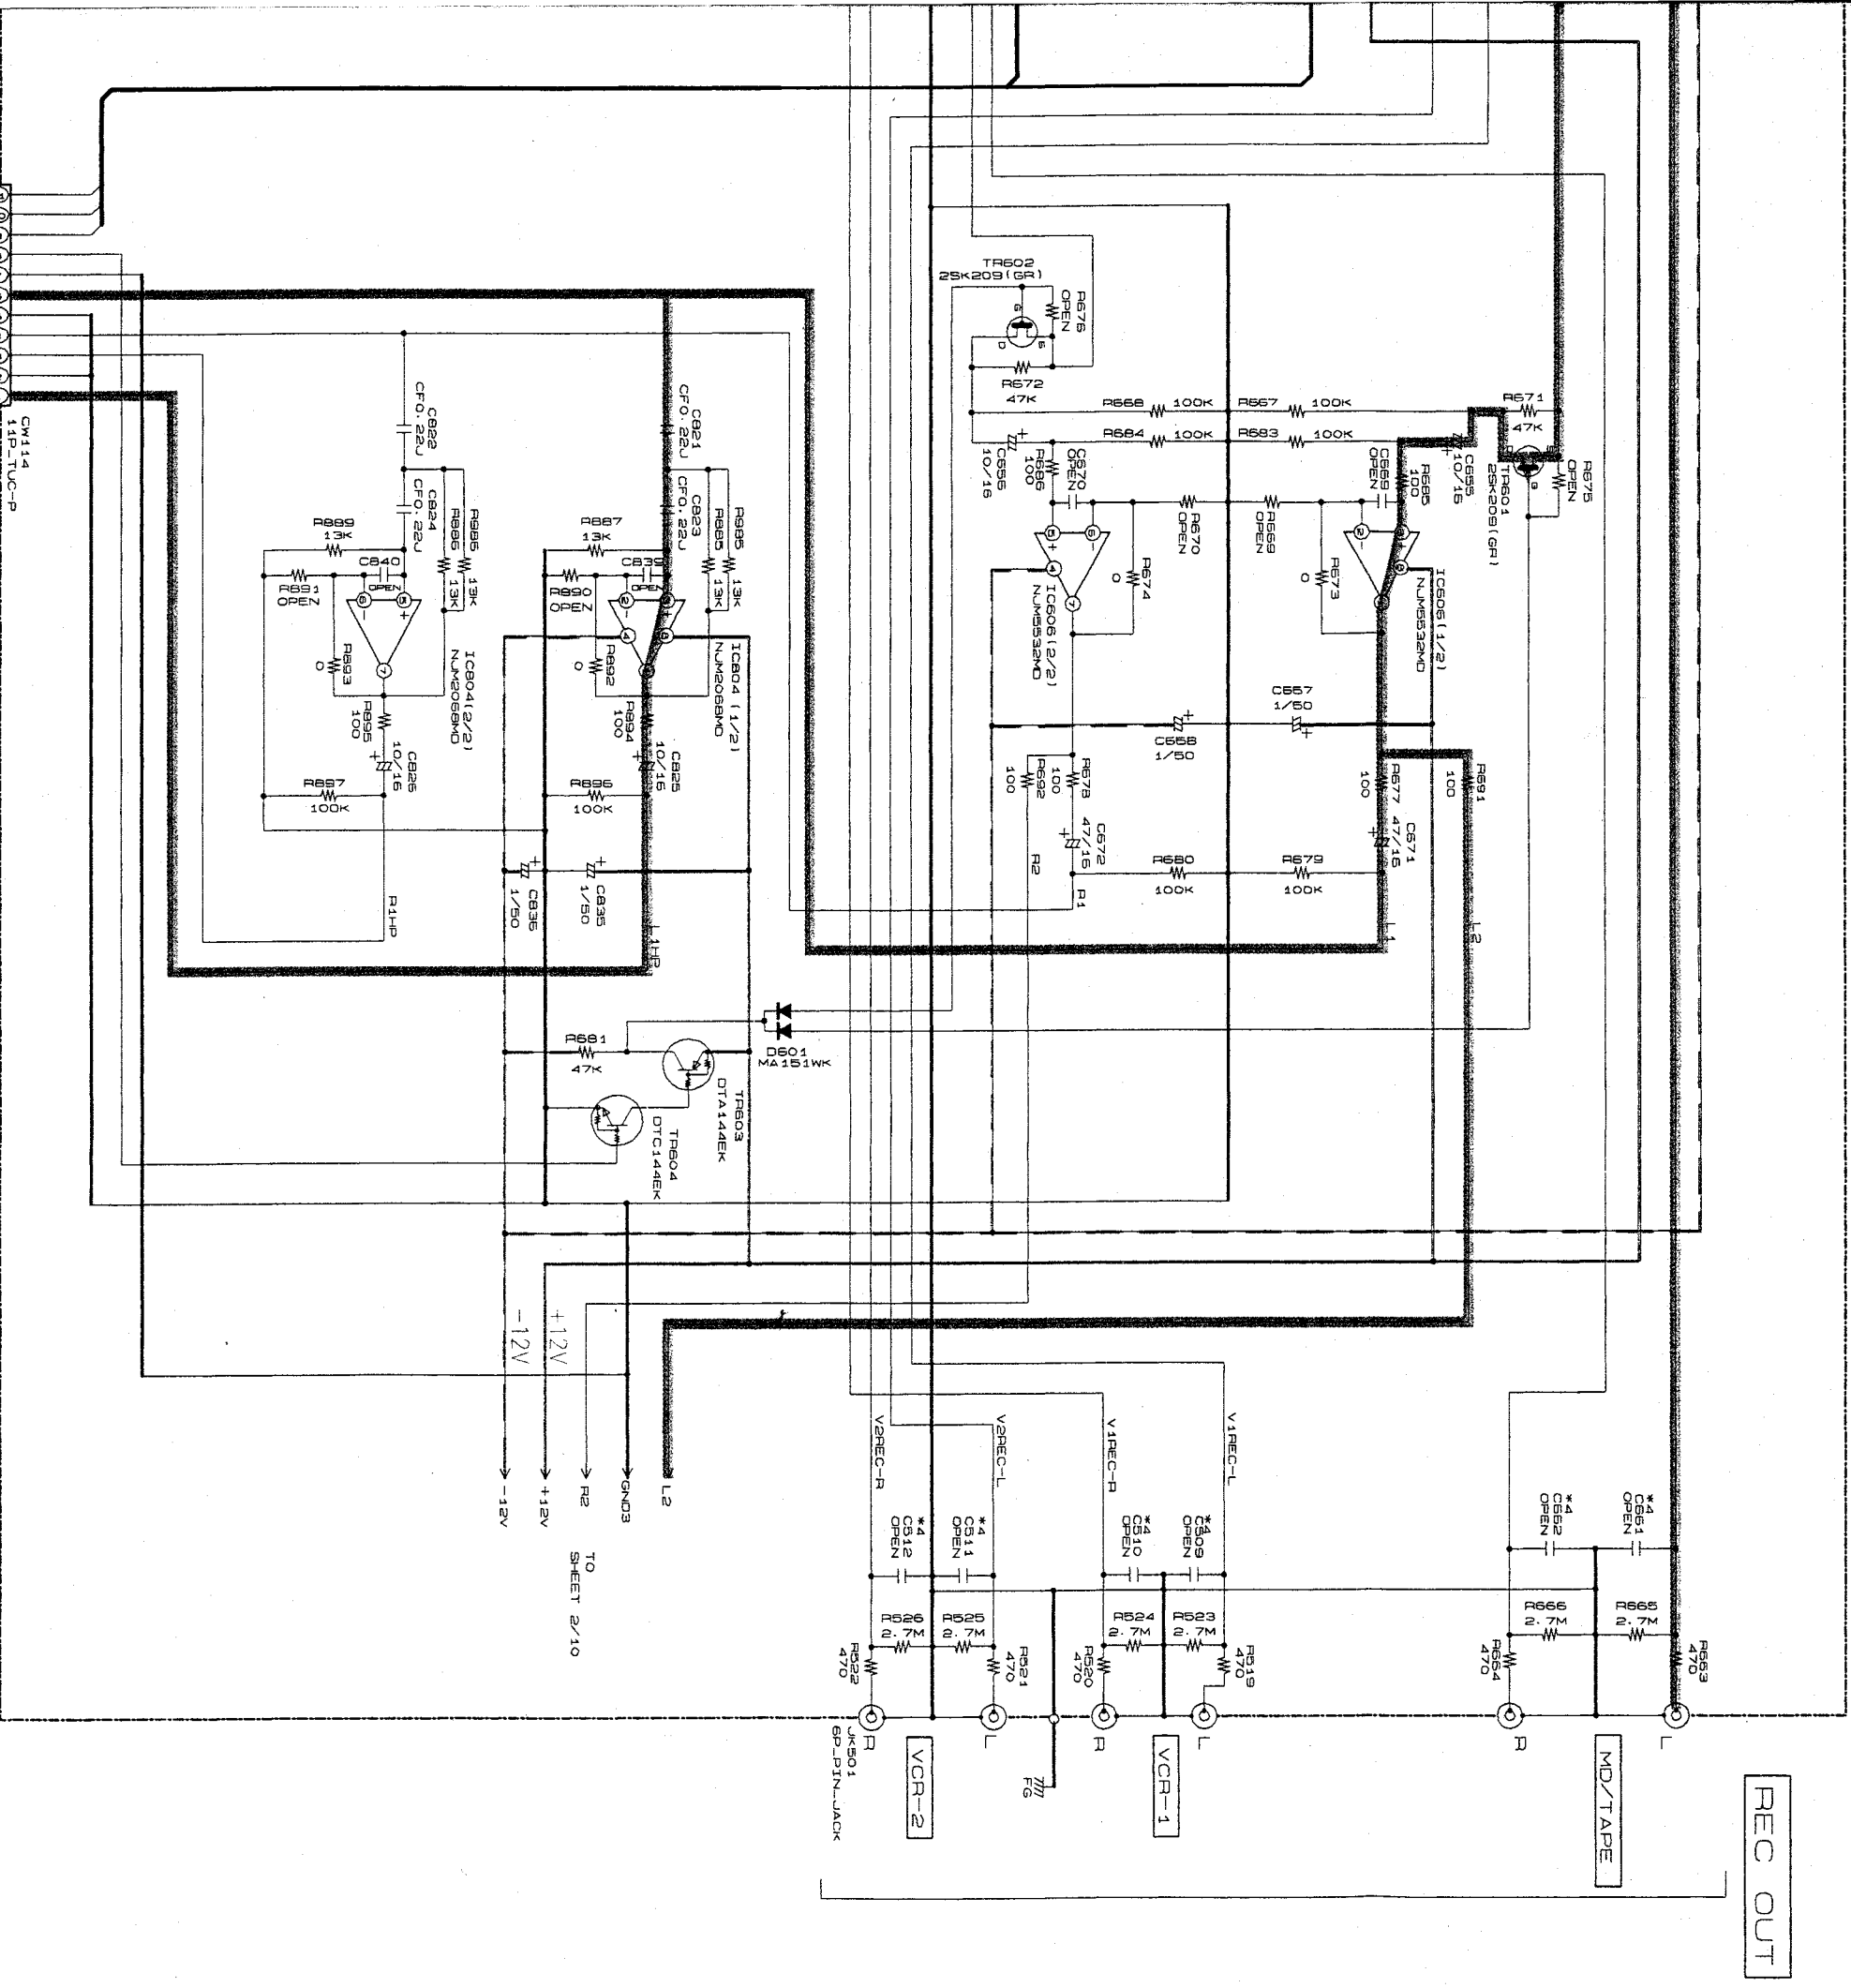 TR602
2SK209(GR)
R676
OPEN
G
D
S
R672
47K
R668 100K
R667 100K
R684 100K
R683 100K
R671
47K
R675
OPEN
TR601
2SK209(GR)
G
C655
10/16
C656
10/16
R686
100
C670
OPEN
C669
OPEN
R685
100
R670
OPEN
R669
OPEN
R674
0
R673
0
IC606(2/2)
NJM5532MD
IC606(1/2)
NJM5532MD
C657
1/50
C658
1/50
R692
100
R678
100
C672
47/16
R680
100K
R679
100K
R677
100
C671
47/16
R691
100
R2
R1
L1
L2
C822
CF0.22J
C824
CF0.22J
C821
CF0.22J
C823
CF0.22J
R986
13K
R886
13K
R985
13K
R885
13K
R889
13K
R887
13K
C840
OPEN
C839
OPEN
R891
OPEN
R890
OPEN
R893
0
R892
0
IC804(2/2)
NJM2068MD
IC804 (1/2)
NJM2068MD
R895
100
C826
10/16
R894
100
C825
10/16
R897
100K
R896
100K
C836
1/50
C835
1/50
R1HP
L1HP
CW114
11P_TUC-P
R681
47K
D601
MA151WK
TR603
DTA144EK
TR604
DTC144EK
-12V
+12V
-12V
+12V
R2
GND3
L2
TO
SHEET 2/10
V2REC-R
V2REC-L
V1REC-R
V1REC-L
*4
C512
OPEN
*4
C511
OPEN
*4
C510
OPEN
*4
C509
OPEN
*4
C662
OPEN
*4
C661
OPEN
R526
2.7M
R525
2.7M
R524
2.7M
R523
2.7M
R666
2.7M
R665
2.7M
R522
470
R521
470
R520
470
R519
470
R664
470
R663
470
R
L
R
L
R
L
JK501
6P_PIN_JACK
VCR-2
FG
VCR-1
MD/TAPE
REC OUT